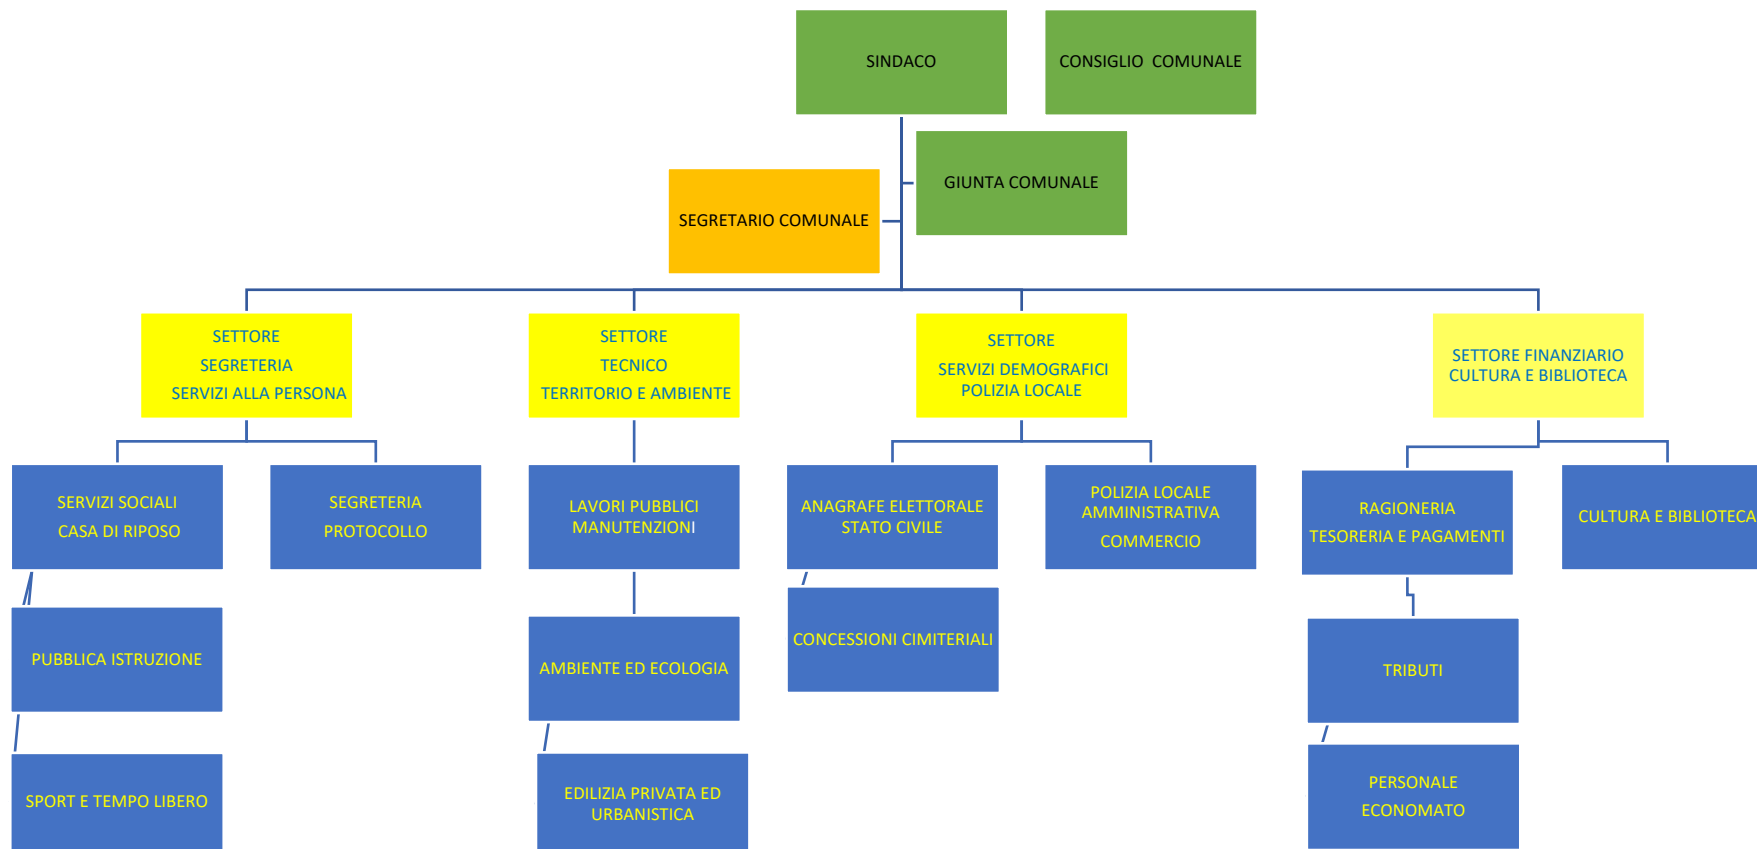 SINDACO
CONSIGLIO COMUNALE
GIUNTA COMUNALE
SEGRETARIO COMUNALE
SETTORE
SEGRETERIA
SERVIZI ALLA PERSONA
SETTORE
TECNICO
TERRITORIO E AMBIENTE
SETTORE
SERVIZI DEMOGRAFICI
POLIZIA LOCALE
SETTORE FINANZIARIO
CULTURA E BIBLIOTECA
SERVIZI SOCIALI
CASA DI RIPOSO
SEGRETERIA
PROTOCOLLO
LAVORI PUBBLICI
MANUTENZIONI
ANAGRAFE ELETTORALE
STATO CIVILE
POLIZIA LOCALE
AMMINISTRATIVA
COMMERCIO
RAGIONERIA
TESORERIA E PAGAMENTI
CULTURA E BIBLIOTECA
PUBBLICA ISTRUZIONE
AMBIENTE ED ECOLOGIA
CONCESSIONI CIMITERIALI
TRIBUTI
SPORT E TEMPO LIBERO
EDILIZIA PRIVATA ED
URBANISTICA
PERSONALE
ECONOMATO